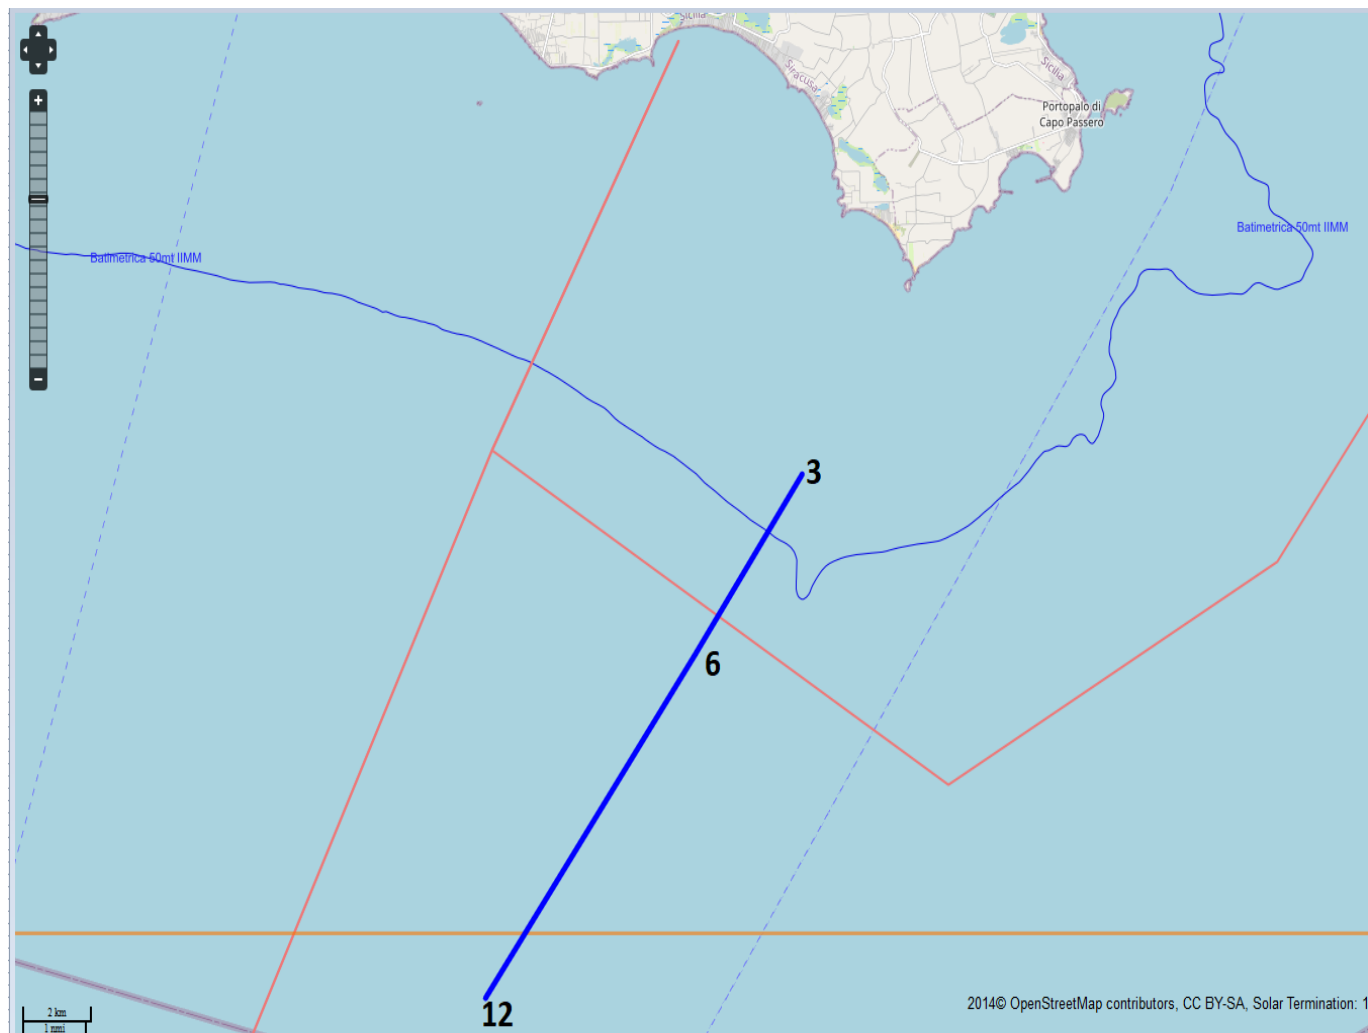 Sicilia
Siracusa
Sicilia
Portopalo di
Capo Passero
Batimetrica 50mt IIMM
Batimetrica 50mt IIMM
3
6
12
2 km
1 nmi
2014© OpenStreetMap contributors, CC BY-SA, Solar Termination: 1